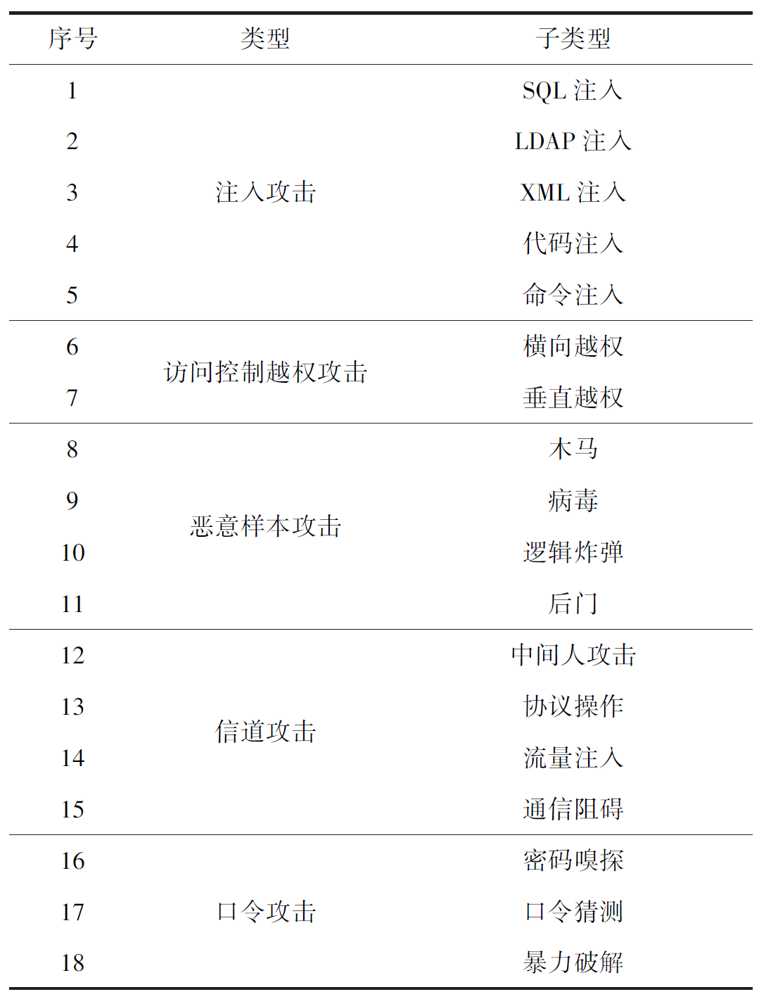 序号 类型 子类型
1 SQL 注入
2 LDAP 注入
3 注入攻击 XML 注入
4 代码注入
5 命令注入
6 横向越权
访问控制越权攻击
7 垂直越权
8 木马
9 病毒
恶意样本攻击
10 逻辑炸弹
11 后门
12 中间人攻击
13 协议操作
信道攻击
14 流量注入
15 通信阻碍
16 密码嗅探
17 口令攻击 口令猜测
18 暴力破解